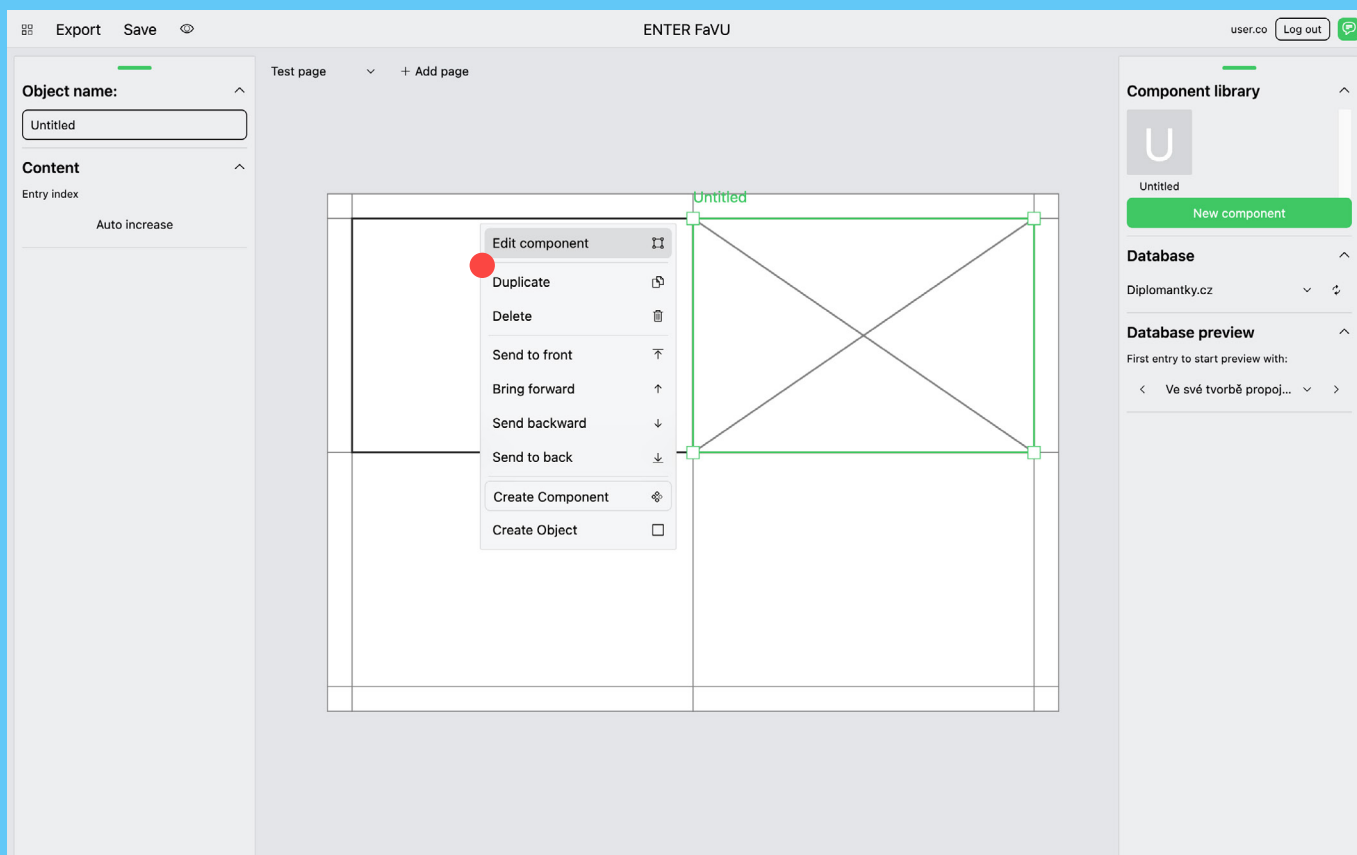 Export Save ENTER FaVU user.co Log out
Test page + Add page
Object name:
Untitled
Content
Entry index
Auto increase
Untitled
Edit component
Duplicate
Delete
Send to front
Bring forward
Send backward
Send to back
Create Component
Create Object
Component library
U
Untitled
New component
Database
Diplomantky.cz
Database preview
First entry to start preview with:
Ve své tvorbě propoj...